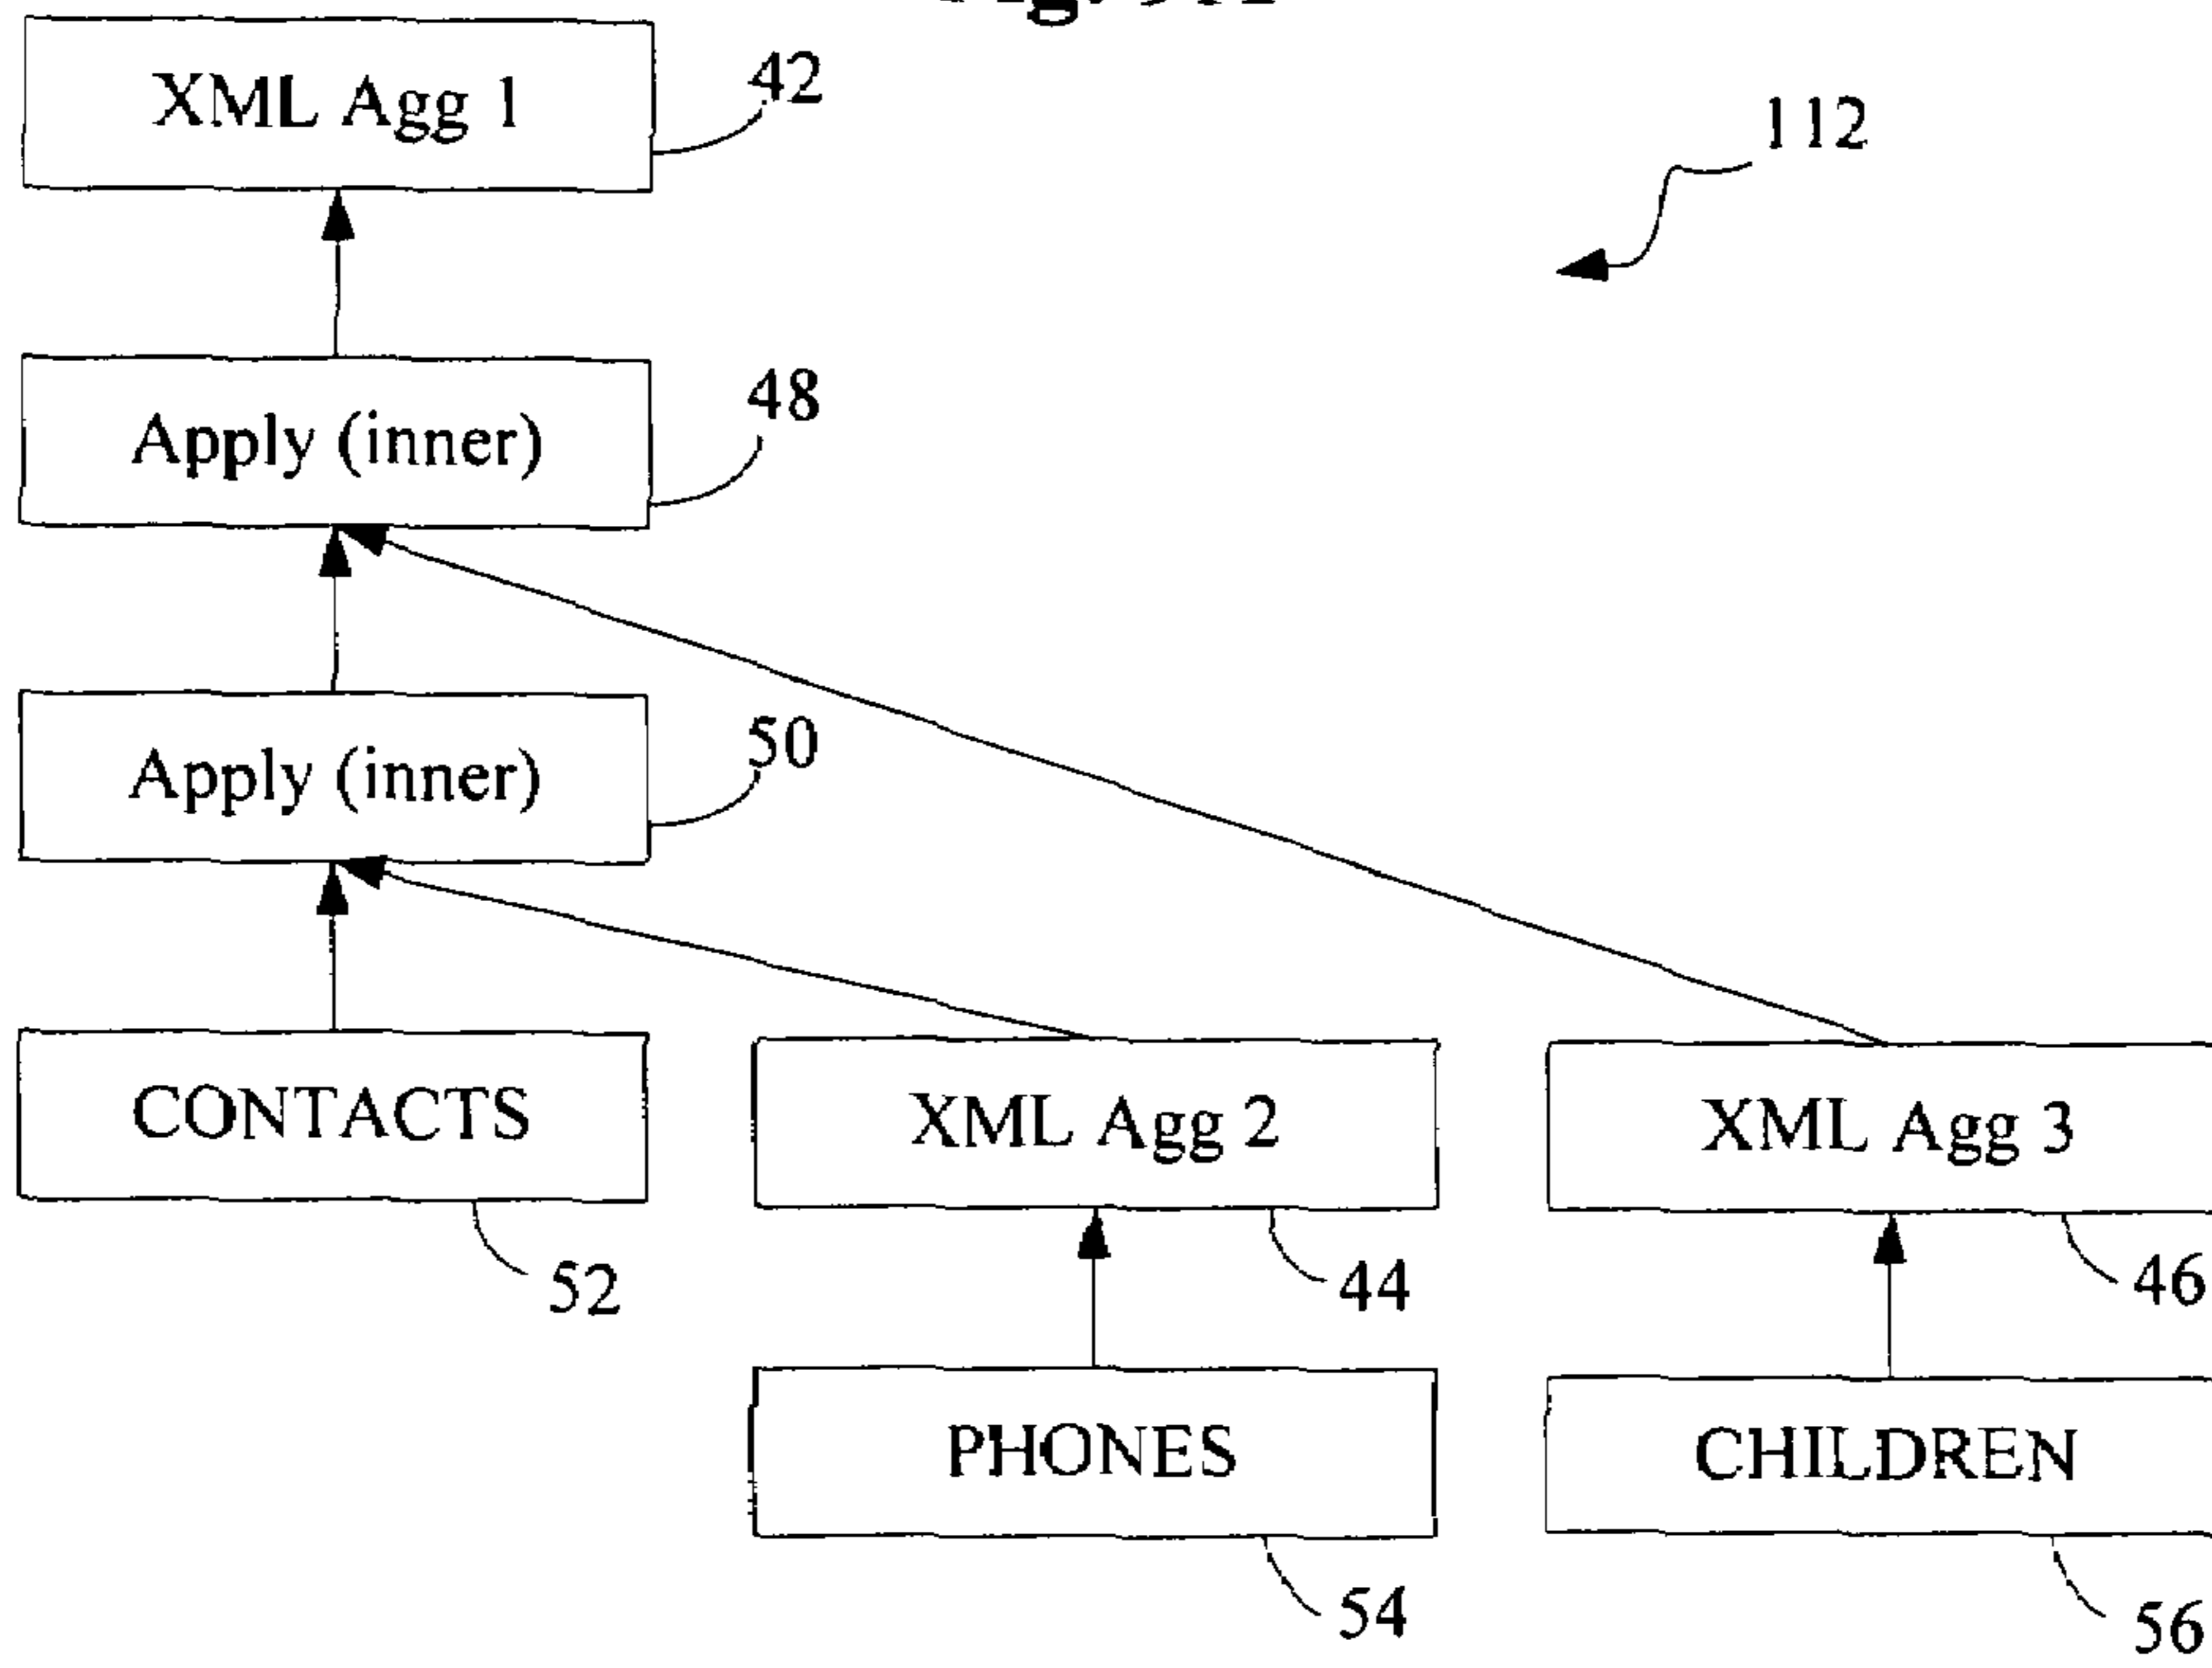 XML Agg 1
42
112
Apply (inner)
48
Apply (inner)
50
CONTACTS
XML Agg 2
XML Agg 3
52
44
46
PHONES
CHILDREN
54
56